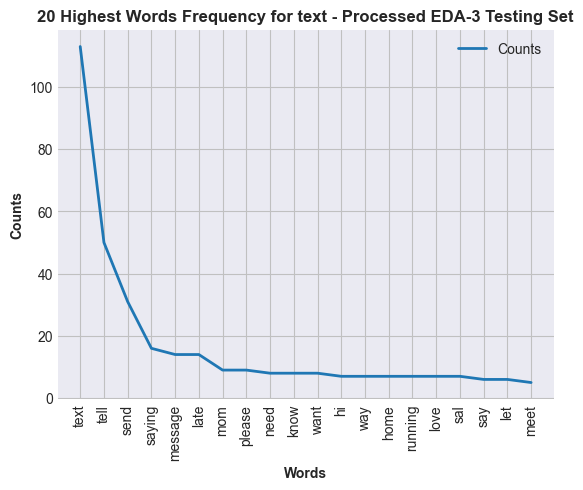 20 Highest Words Frequency for text - Processed EDA-3 Testing Set
Counts
Counts
100
80
60
40
20
0
text
tell
send
saying
message
late
mom
please
need
know
want
hi
way
home
running
love
sal
say
let
meet
Words